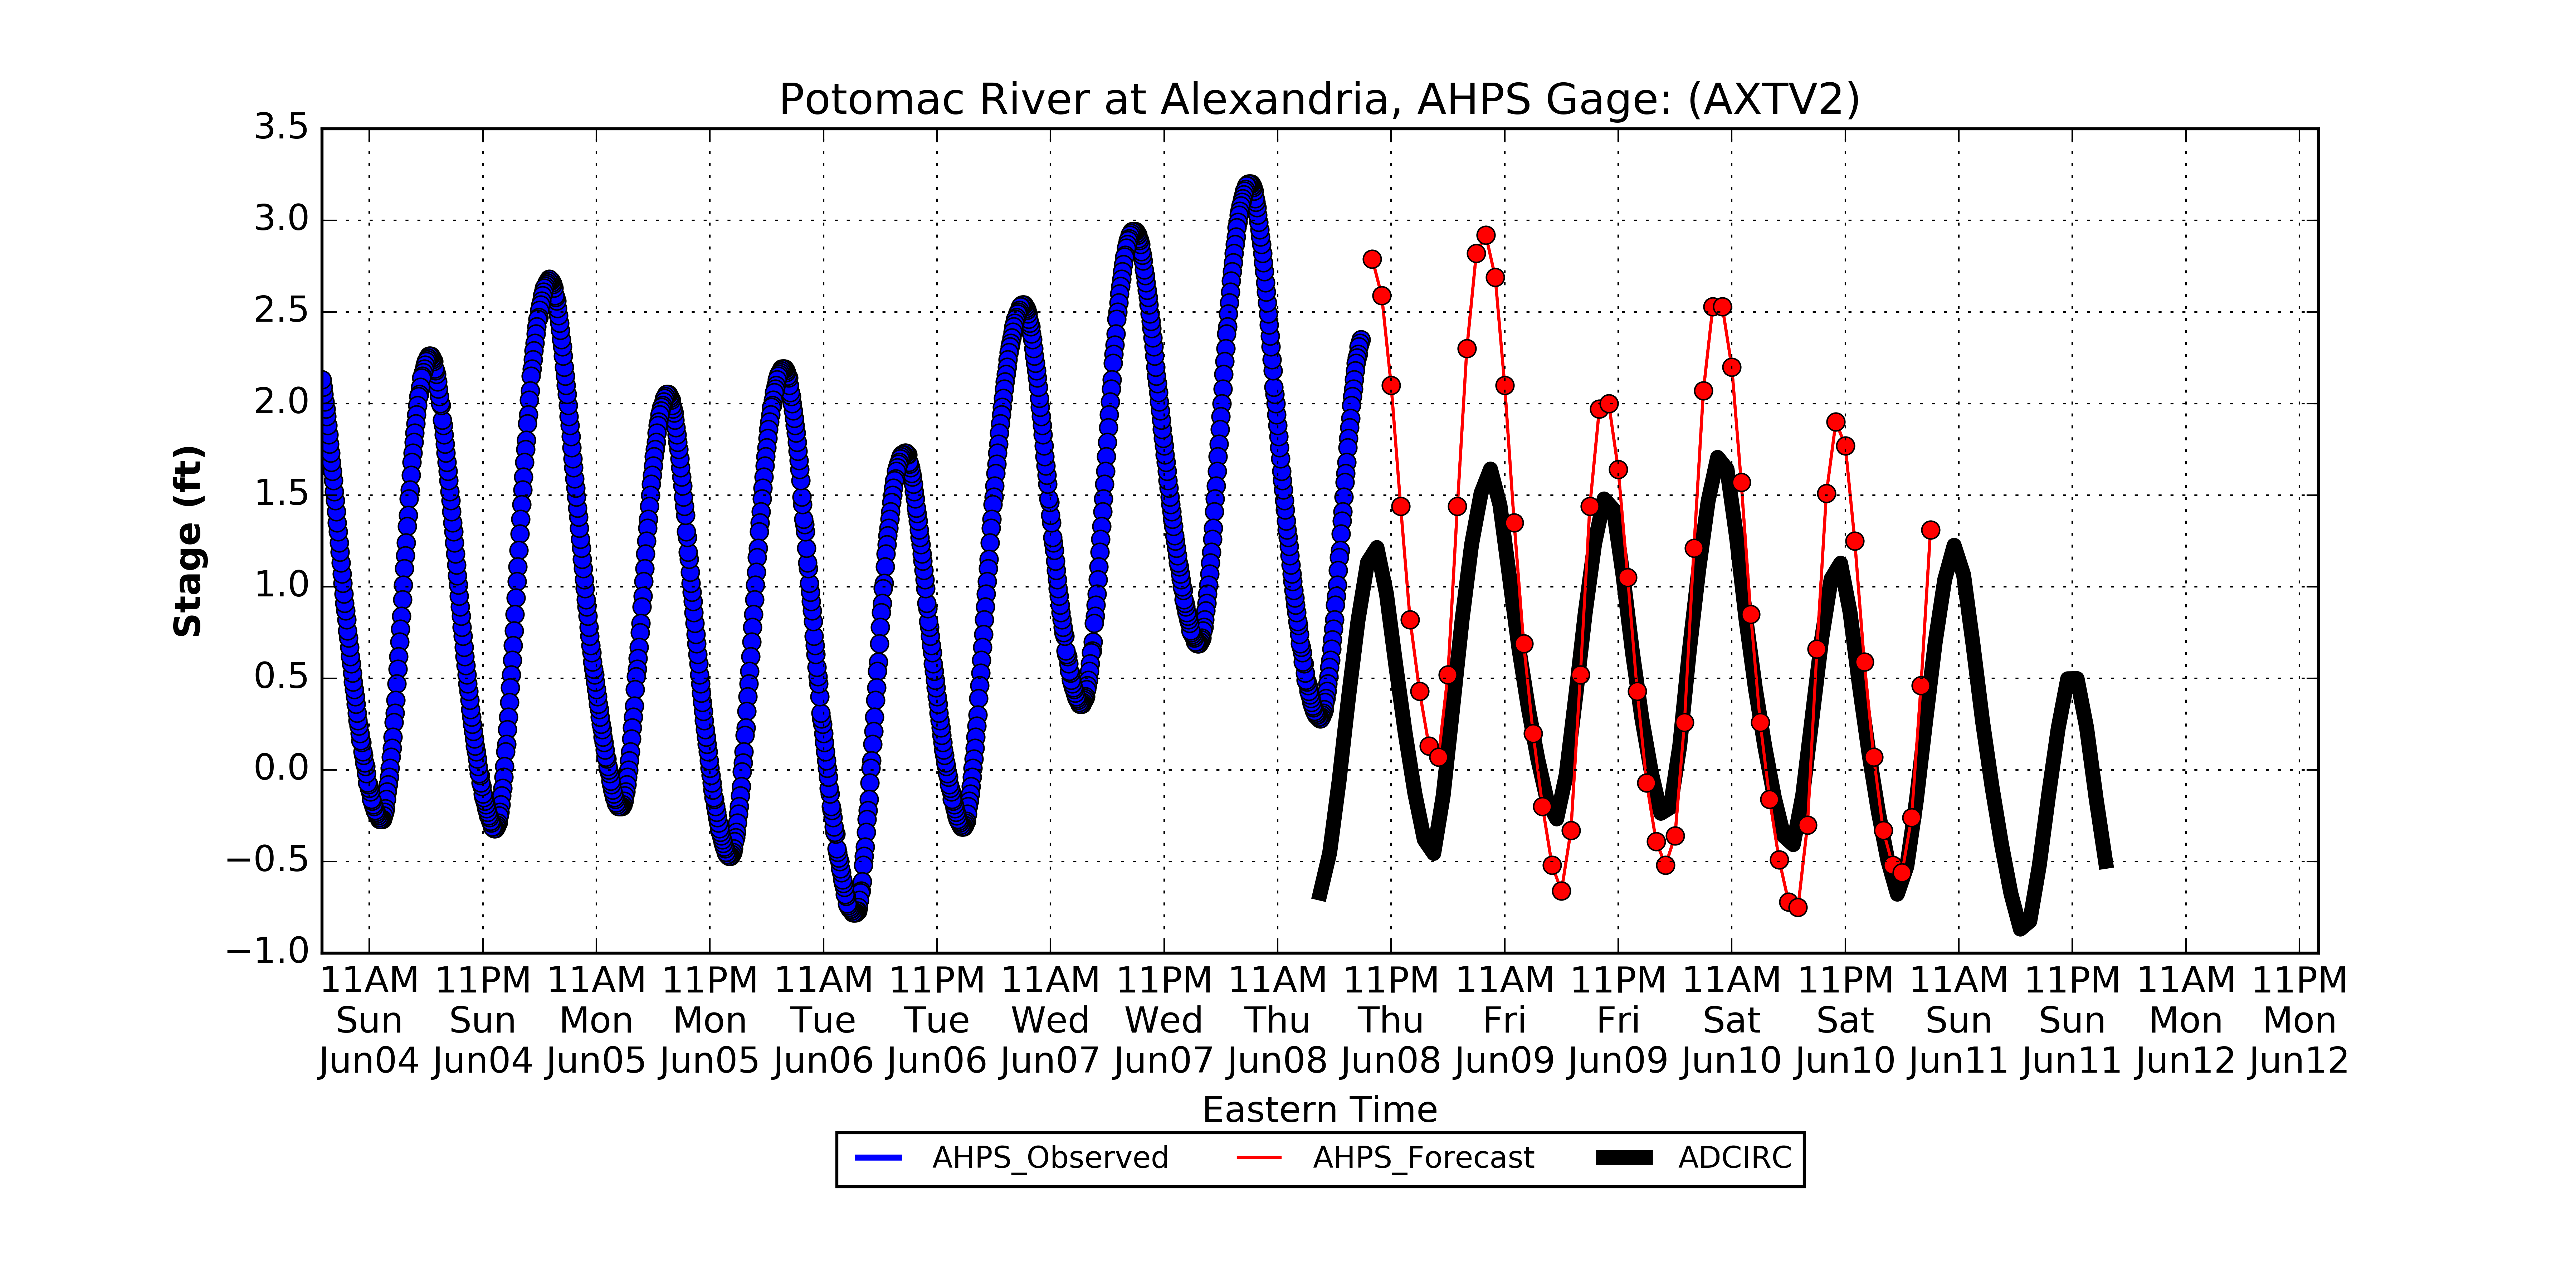 Potomac River at Alexandria, AHPS Gage: (AXTV2)
3.5
3.0
2.5
2.0
1.5
1.0
0.5
0.0
−0.5
−1.0
Stage (ft)
11AM 11PM 11AM 11PM 11AM 11PM 11AM 11PM 11AM 11PM 11AM 11PM 11AM 11PM 11AM 11PM 11AM 11PM
Sun Sun Mon Mon Tue Tue Wed Wed Thu Thu Fri Fri Sat Sat Sun Sun Mon Mon
Jun04 Jun04 Jun05 Jun05 Jun06 Jun06 Jun07 Jun07 Jun08 Jun08 Jun09 Jun09 Jun10 Jun10 Jun11 Jun11 Jun12 Jun12
Eastern Time
AHPS_Observed AHPS_Forecast ADCIRC